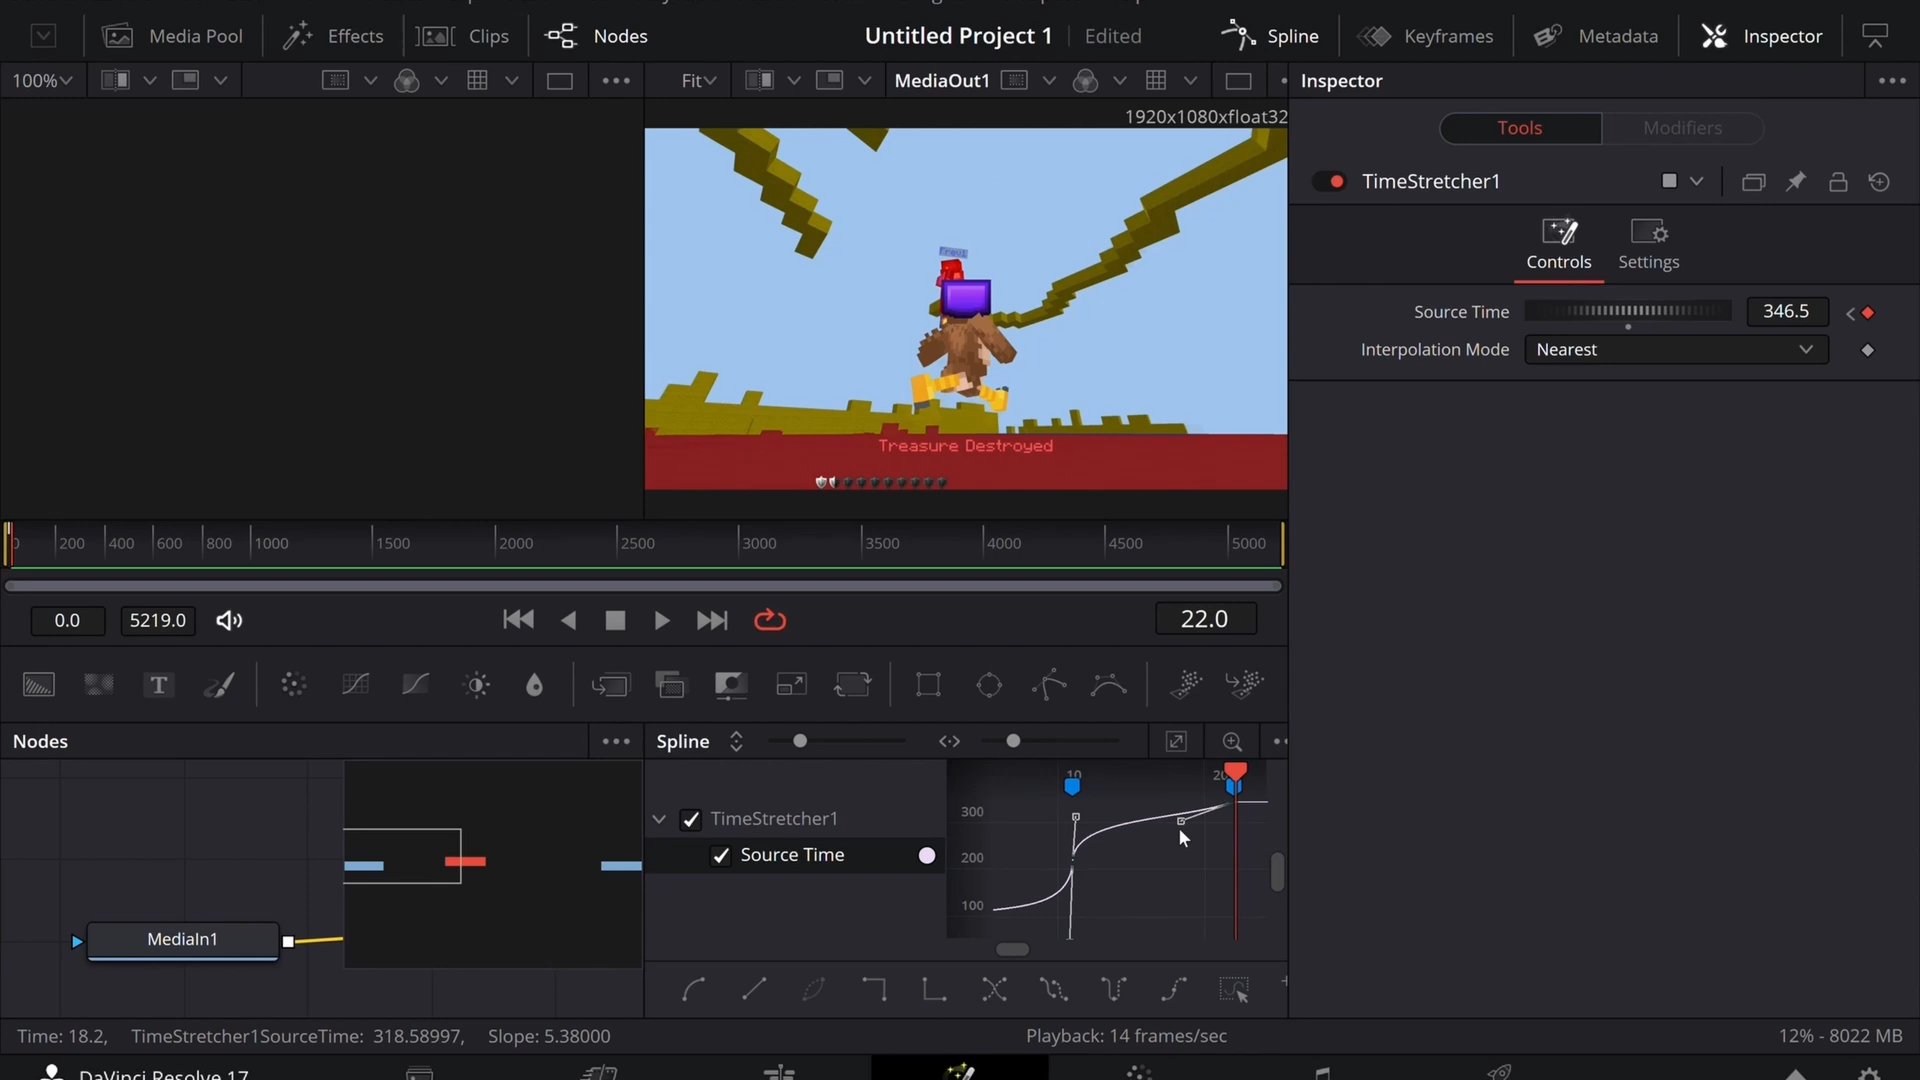 Media Pool
Effects
Clips
Nodes
Untitled Project 1
Edited
Spline
Keyframes
Metadata
Inspector
100%
Fit
MediaOut1
Inspector
1920x1080xfloat32
Tools
Modifiers
TimeStretcher1
Controls
Settings
Source Time
346.5
Interpolation Mode
Nearest
Treasure Destroyed
200
400
600
800
1000
1500
2000
2500
3000
3500
4000
4500
5000
0.0
5219.0
22.0
T
Nodes
Spline
10
20
TimeStretcher1
Source Time
300
200
100
MediaIn1
Time: 18.2, TimeStretcher1SourceTime: 318.58997, Slope: 5.38000
Playback: 14 frames/sec
12% - 8022 MB
DaVinci Resolve 17